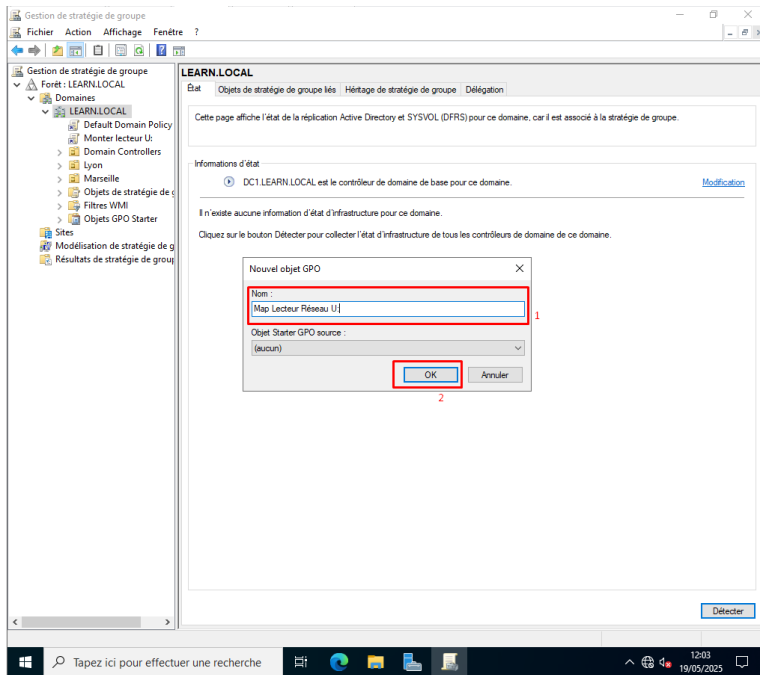 Gestion de stratégie de groupe
Fichier Action Affichage Fenêtre ?
Gestion de stratégie de groupe
Forêt : LEARN.LOCAL
Domaines
LEARN.LOCAL
Default Domain Policy
Monter lecteur U:
Domain Controllers
Lyon
Marseille
Objets de stratégie de g
Filtres WMI
Objets GPO Starter
Sites
Modélisation de stratégie de g
Résultats de stratégie de group
LEARN.LOCAL
État Objets de stratégie de groupe liés Héritage de stratégie de groupe Délégation
Cette page affiche l'état de la réplication Active Directory et SYSVOL (DFRS) pour ce domaine, car il est associé à la stratégie de groupe.
Informations d'état
DC1.LEARN.LOCAL est le contrôleur de domaine de base pour ce domaine. Modification
Il n'existe aucune information d'état d'infrastructure pour ce domaine.
Cliquez sur le bouton Détecter pour collecter l'état d'infrastructure de tous les contrôleurs de domaine de ce domaine.
Nouvel objet GPO
Nom :
Map Lecteur Réseau U:
1
Objet Starter GPO source :
(aucun)
OK Annuler
2
Détecter
Tapez ici pour effectuer une recherche
12:03
19/05/2025